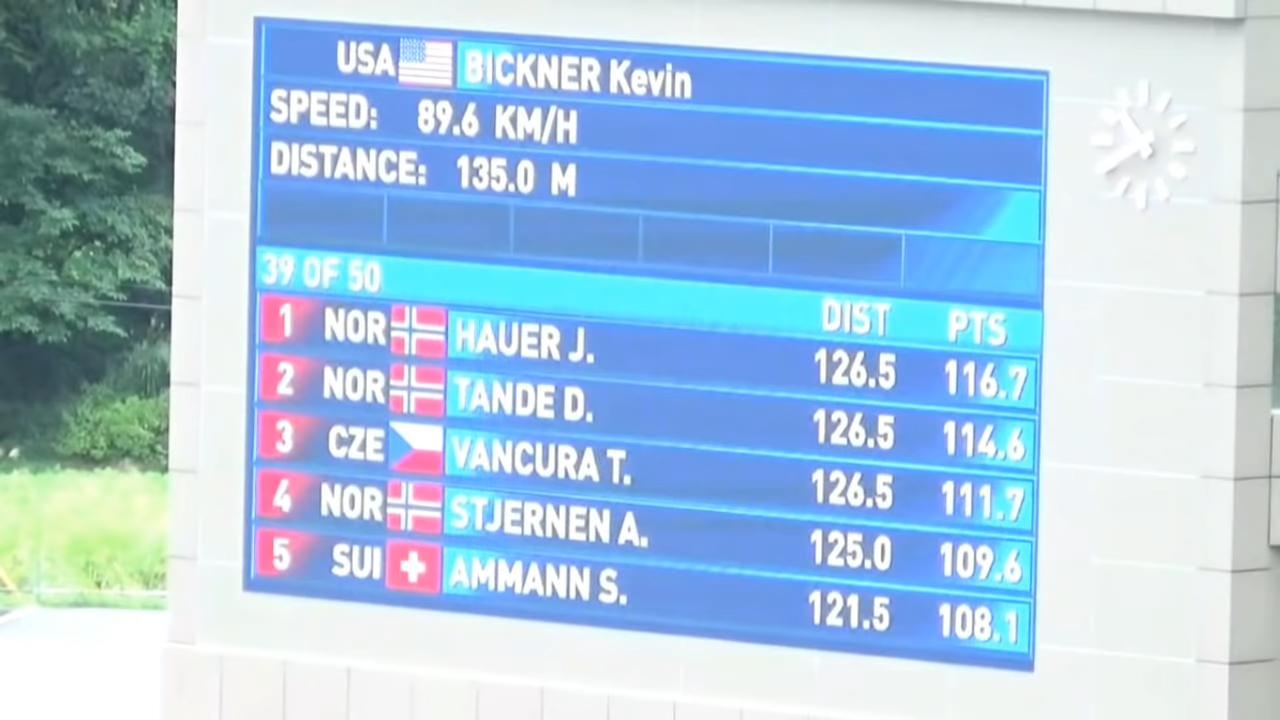 USA BICKNER Kevin
SPEED: 89.6 KM/H
DISTANCE: 135.0 M
39 OF 50 DIST PTS
1 NOR HAUER J. 126.5 116.7
2 NOR TANDE D. 126.5 114.6
3 CZE VANCURA T. 126.5 111.7
4 NOR STJERNEN A. 125.0 109.6
5 SUI AMMANN S. 121.5 108.1